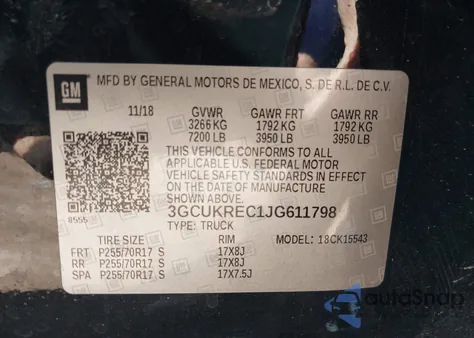 GM
MFD BY GENERAL MOTORS DE MEXICO, S. DE R.L. DE C.V.
11/18 GVWR GAWR FRT GAWR RR
3266 KG 1792 KG 1792 KG
7200 LB 3950 LB 3950 LB
THIS VEHICLE CONFORMS TO ALL
APPLICABLE U.S. FEDERAL MOTOR
VEHICLE SAFETY STANDARDS IN EFFECT
ON THE DATE OF MANUFACTURE SHOWN ABOVE.
8555
3GCUKREC1JG611798
TYPE: TRUCK
TIRE SIZE RIM MODEL: 18CK15543
FRT P255/70R17 S 17X8J
RR P255/70R17 S 17X8J
SPA P255/70R17 S 17X7.5J
autoSnap